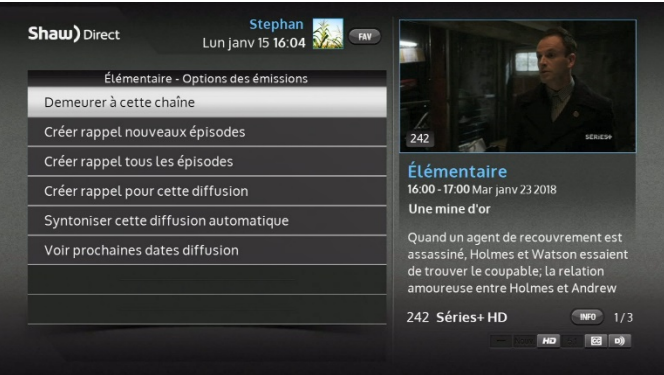 Shaw) Direct
Stephan
Lun janv 15 16:04
FAV
Élémentaire - Options des émissions
Demeurer à cette chaîne
Créer rappel nouveaux épisodes
Créer rappel tous les épisodes
Créer rappel pour cette diffusion
Syntoniser cette diffusion automatique
Voir prochaines dates diffusion
242
SERIES+
Élémentaire
16:00 - 17:00 Mar janv 23 2018
Une mine d'or
Quand un agent de recouvrement est
assassiné, Holmes et Watson essaient
de trouver le coupable; la relation
amoureuse entre Holmes et Andrew
242 Séries+ HD INFO 1/3
HD CC D))